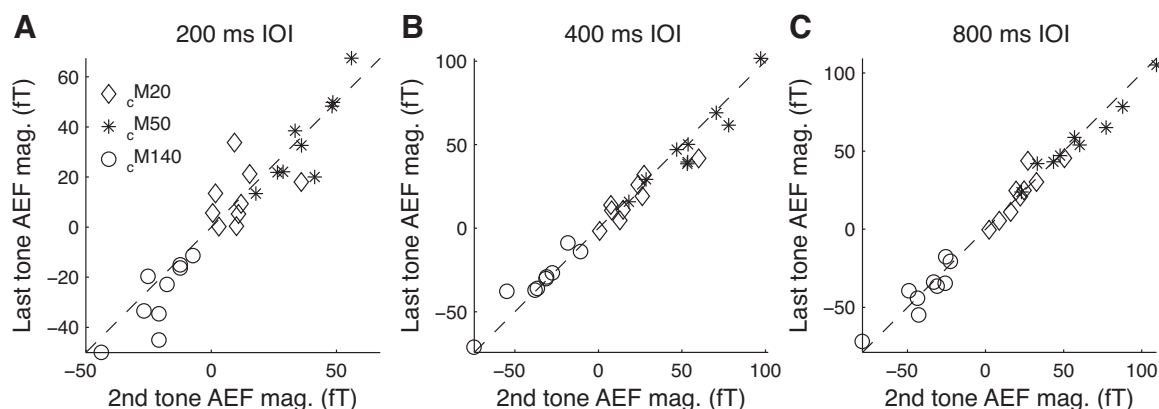 A 200 ms IOI
Last tone AEF mag. (fT)
60
40
20
0
−20
−40
cM20
cM50
cM140
−50 0 50
2nd tone AEF mag. (fT)
B 400 ms IOI
Last tone AEF mag. (fT)
100
50
0
−50
−50 0 50 100
2nd tone AEF mag. (fT)
C 800 ms IOI
Last tone AEF mag. (fT)
100
50
0
−50
−50 0 50 100
2nd tone AEF mag. (fT)